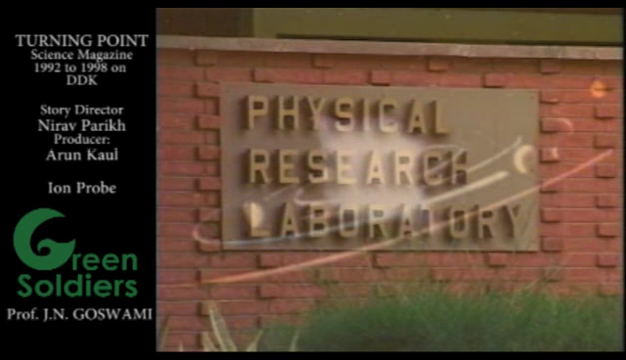 TURNING POINT
Science Magazine
1992 to 1998 on
DDK
Story Director
Nirav Parikh
Producer:
Arun Kaul
Ion Probe
Green
Soldiers
Prof. J.N. GOSWAMI
PHYSICAL
RESEARCH
LABORATORY